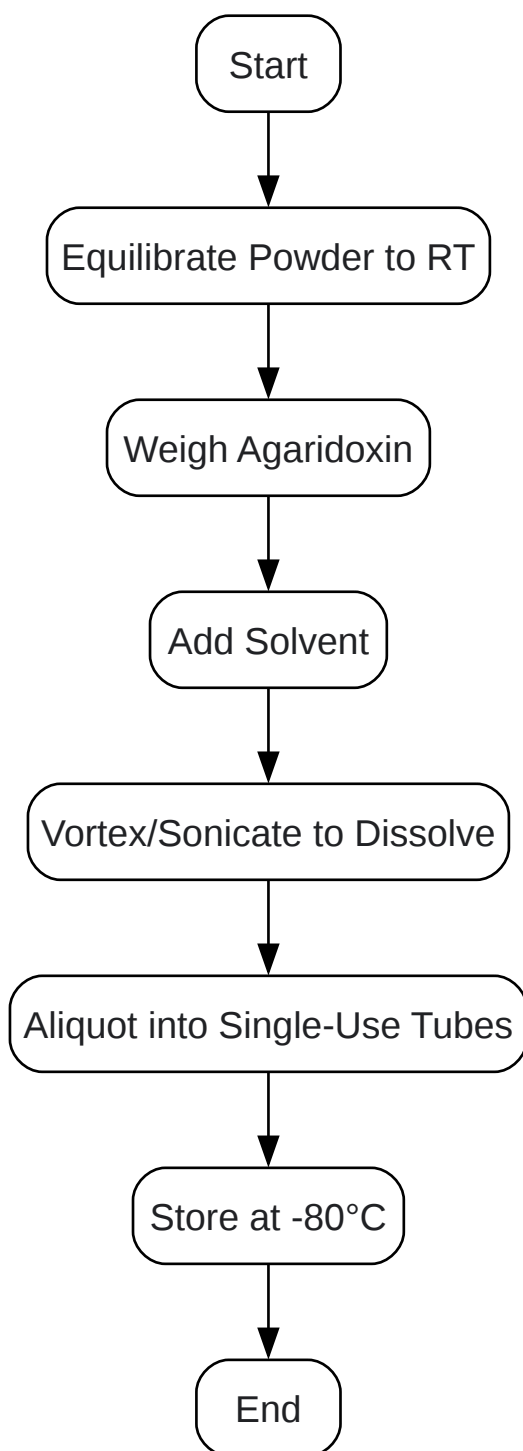 Start
Equilibrate Powder to RT
Weigh Agaridoxin
Add Solvent
Vortex/Sonicate to Dissolve
Aliquot into Single-Use Tubes
Store at -80°C
End